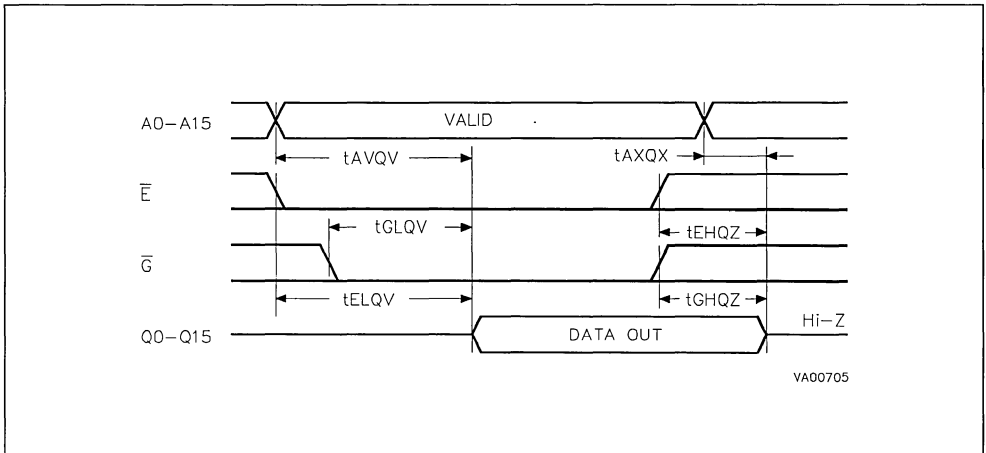 A0-A15
VALID
tAVQV
tAXQX
E̅
tGLQV
tEHQZ
G̅
tELQV
tGHQZ
Q0-Q15
DATA OUT
Hi-Z
VA00705